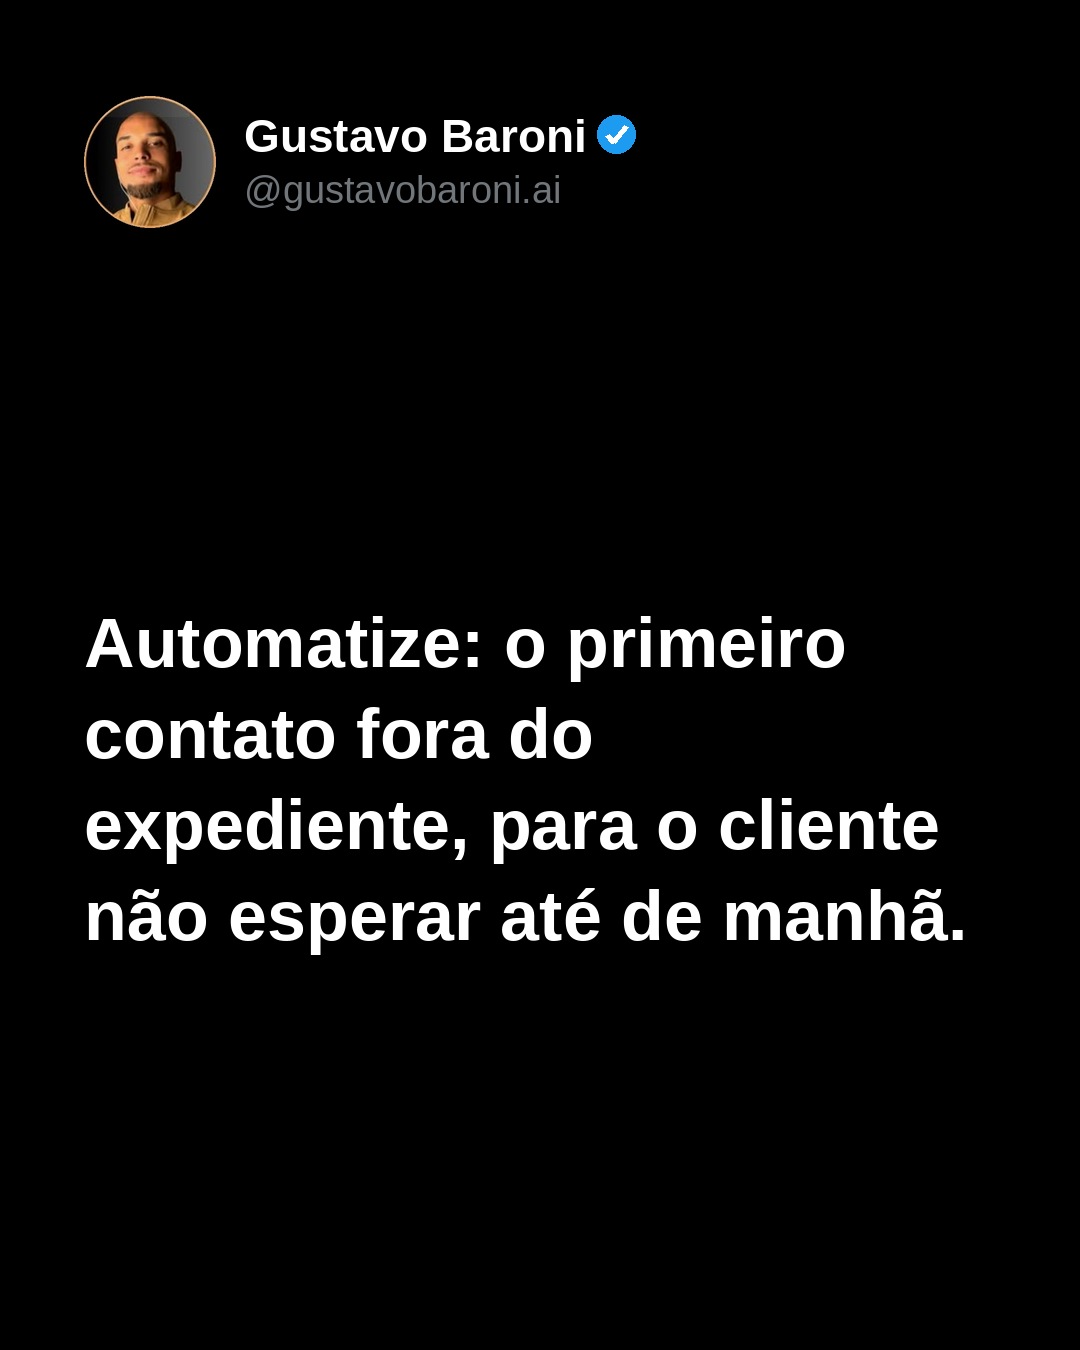 Gustavo Baroni
@gustavobaroni.ai
Automatize: o primeiro
contato fora do
expediente, para o cliente
não esperar até de manhã.